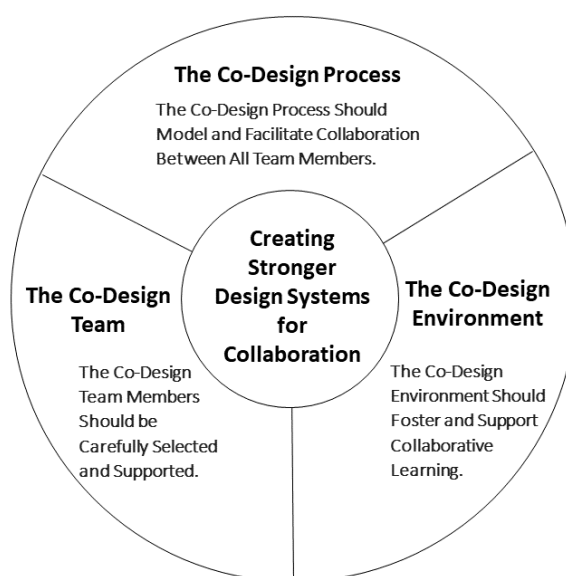 The Co-Design Process
The Co-Design Process Should
Model and Facilitate Collaboration
Between All Team Members.
Creating
Stronger
Design Systems
for
Collaboration
The Co-Design
Team
The Co-Design
Team Members
Should be
Carefully Selected
and Supported.
The Co-Design
Environment
The Co-Design
Environment Should
Foster and Support
Collaborative
Learning.